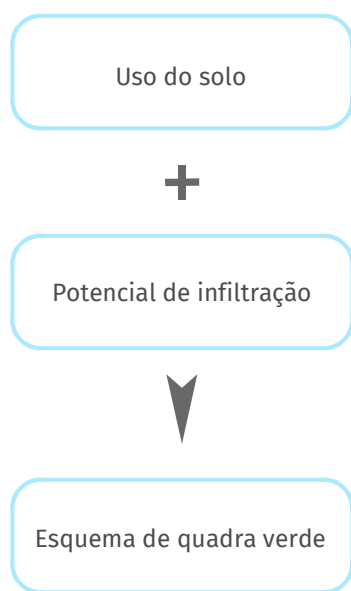 Uso do solo
+
Potencial de infiltração
Esquema de quadra verde